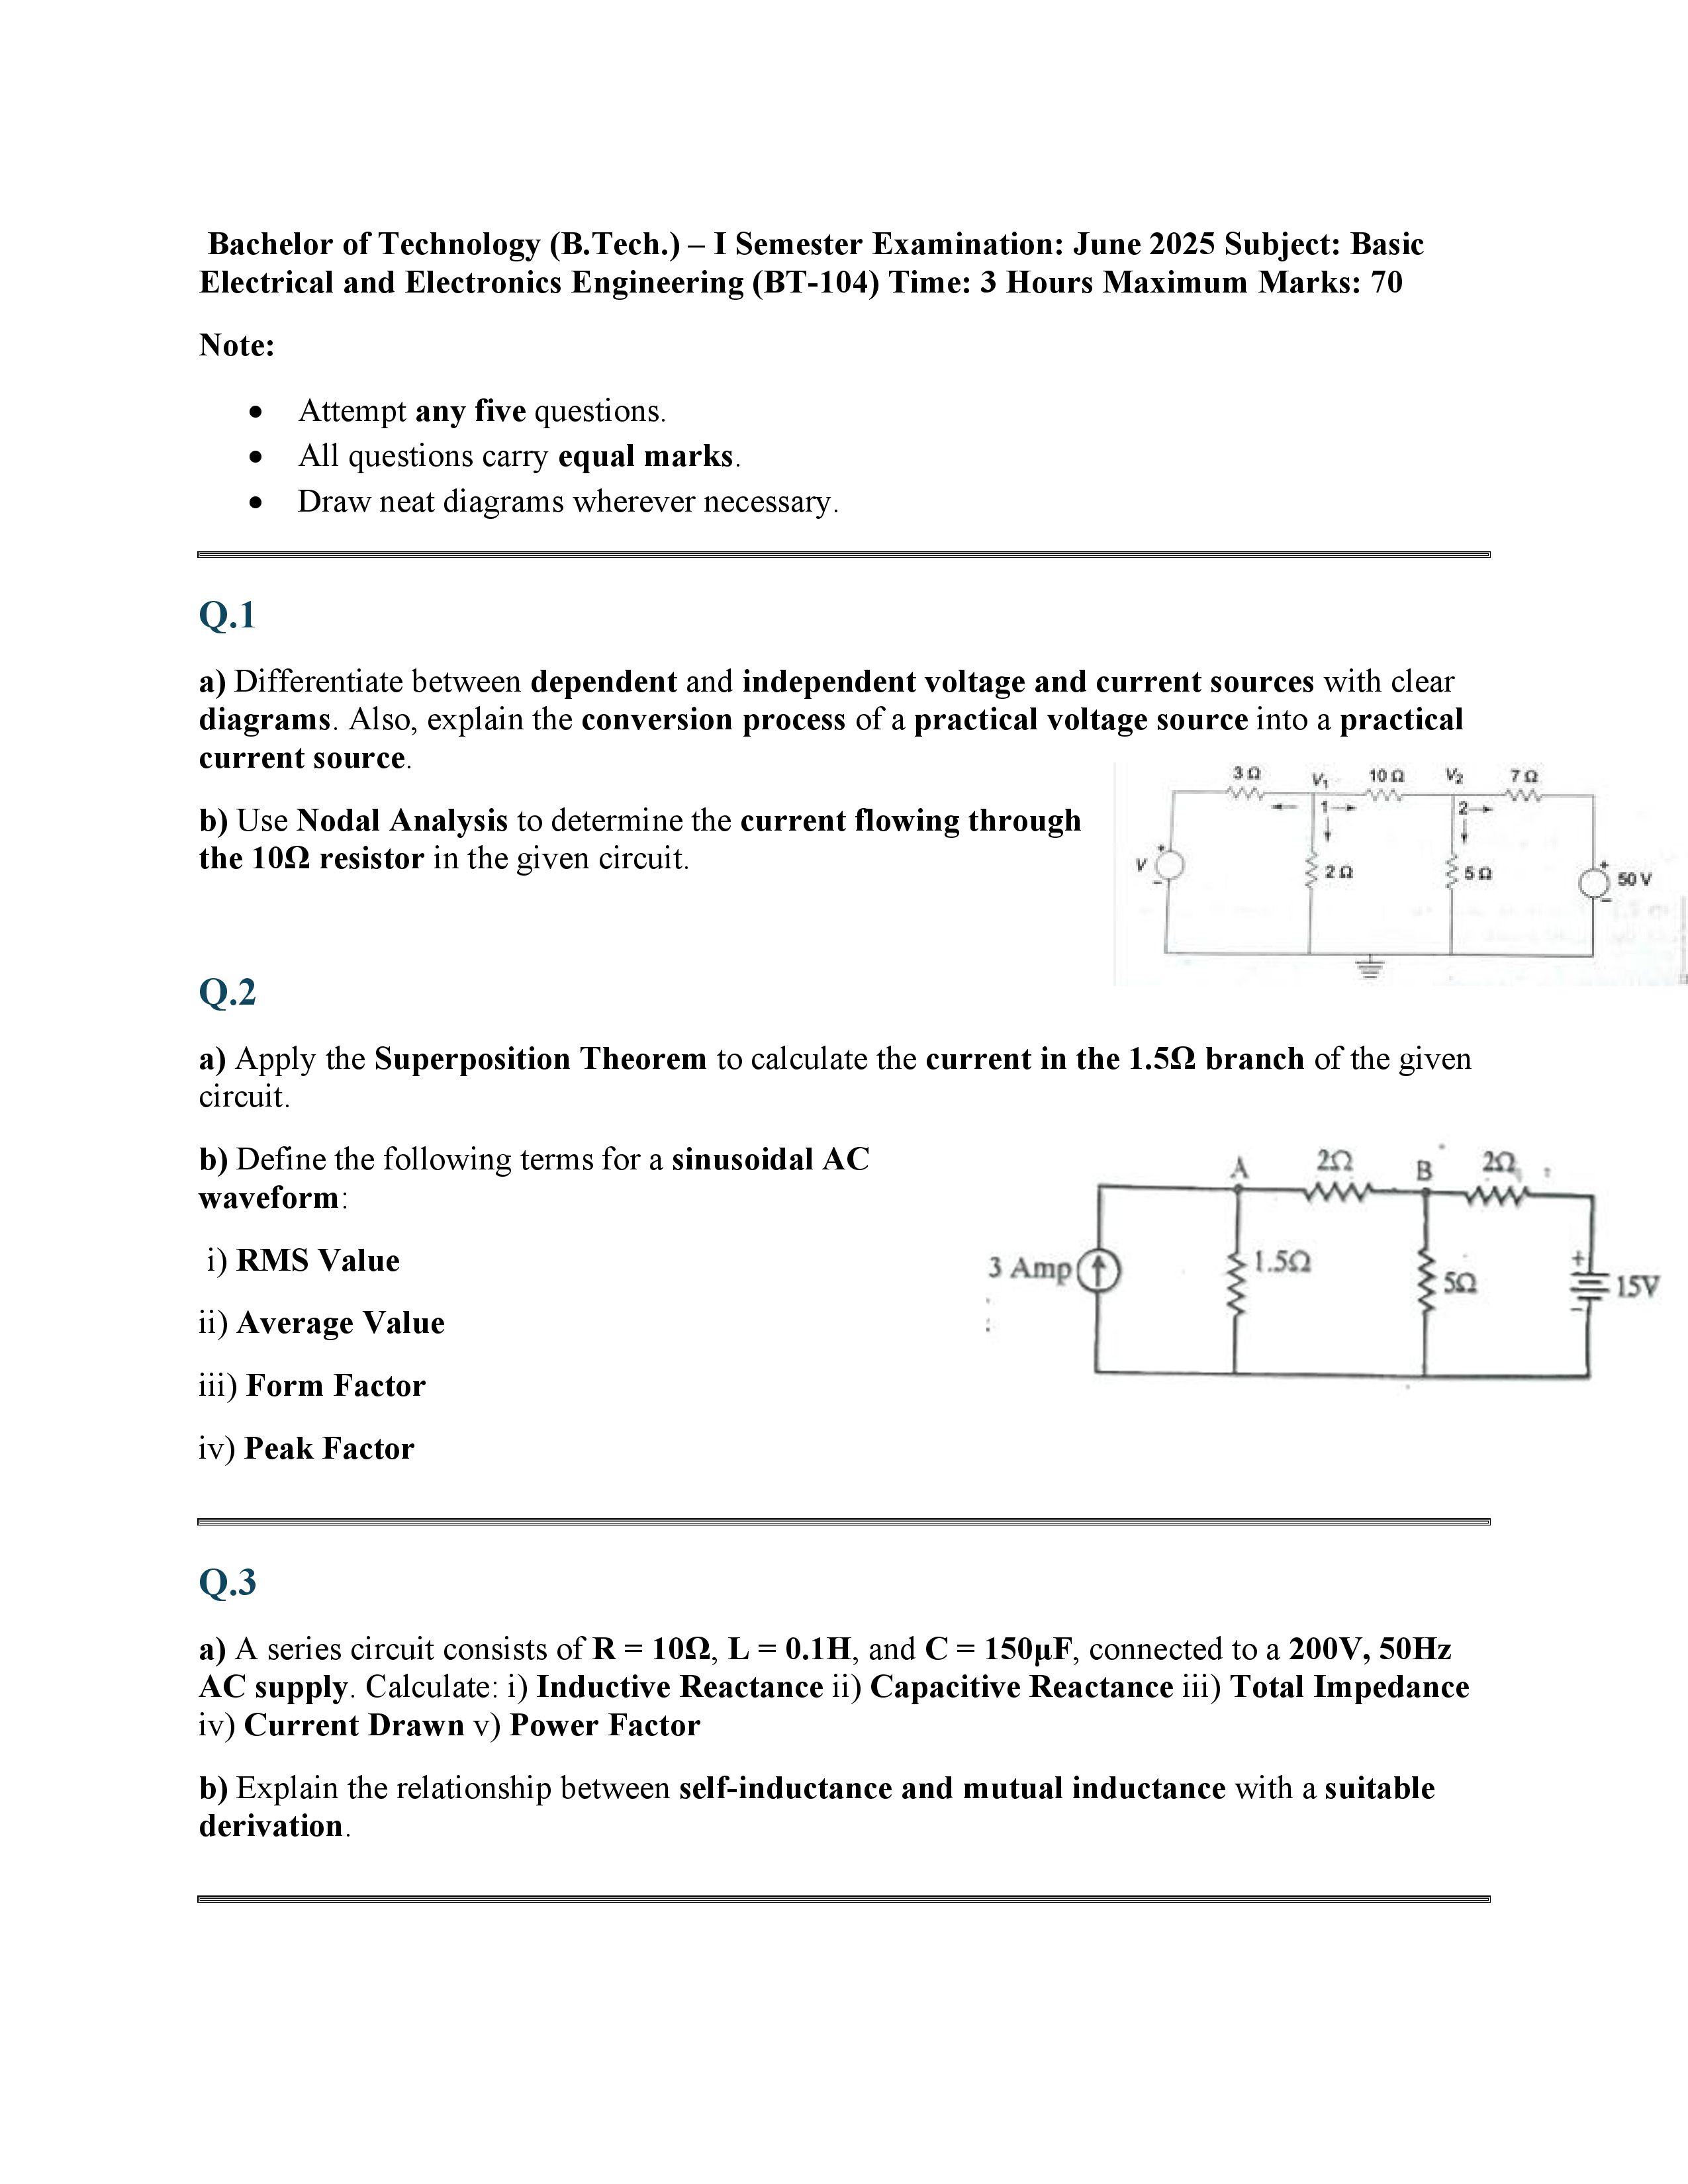 Bachelor of Technology (B.Tech.) – I Semester Examination: June 2025 Subject: Basic
Electrical and Electronics Engineering (BT-104) Time: 3 Hours Maximum Marks: 70
Note:
• Attempt any five questions.
• All questions carry equal marks.
• Draw neat diagrams wherever necessary.
Q.1
a) Differentiate between dependent and independent voltage and current sources with clear
diagrams. Also, explain the conversion process of a practical voltage source into a practical
current source.
b) Use Nodal Analysis to determine the current flowing through
the 10Ω resistor in the given circuit.
3 Ω V₁ 10 Ω V₂ 7 Ω
1 2
V 2 Ω 5 Ω 50 V
+ - + -
Q.2
a) Apply the Superposition Theorem to calculate the current in the 1.5Ω branch of the given
circuit.
b) Define the following terms for a sinusoidal AC
waveform:
i) RMS Value
ii) Average Value
iii) Form Factor
iv) Peak Factor
A 2Ω B 2Ω
3 Amp 1.5Ω 5Ω + - 15V
Q.3
a) A series circuit consists of R = 10Ω, L = 0.1H, and C = 150µF, connected to a 200V, 50Hz
AC supply. Calculate: i) Inductive Reactance ii) Capacitive Reactance iii) Total Impedance
iv) Current Drawn v) Power Factor
b) Explain the relationship between self-inductance and mutual inductance with a suitable
derivation.